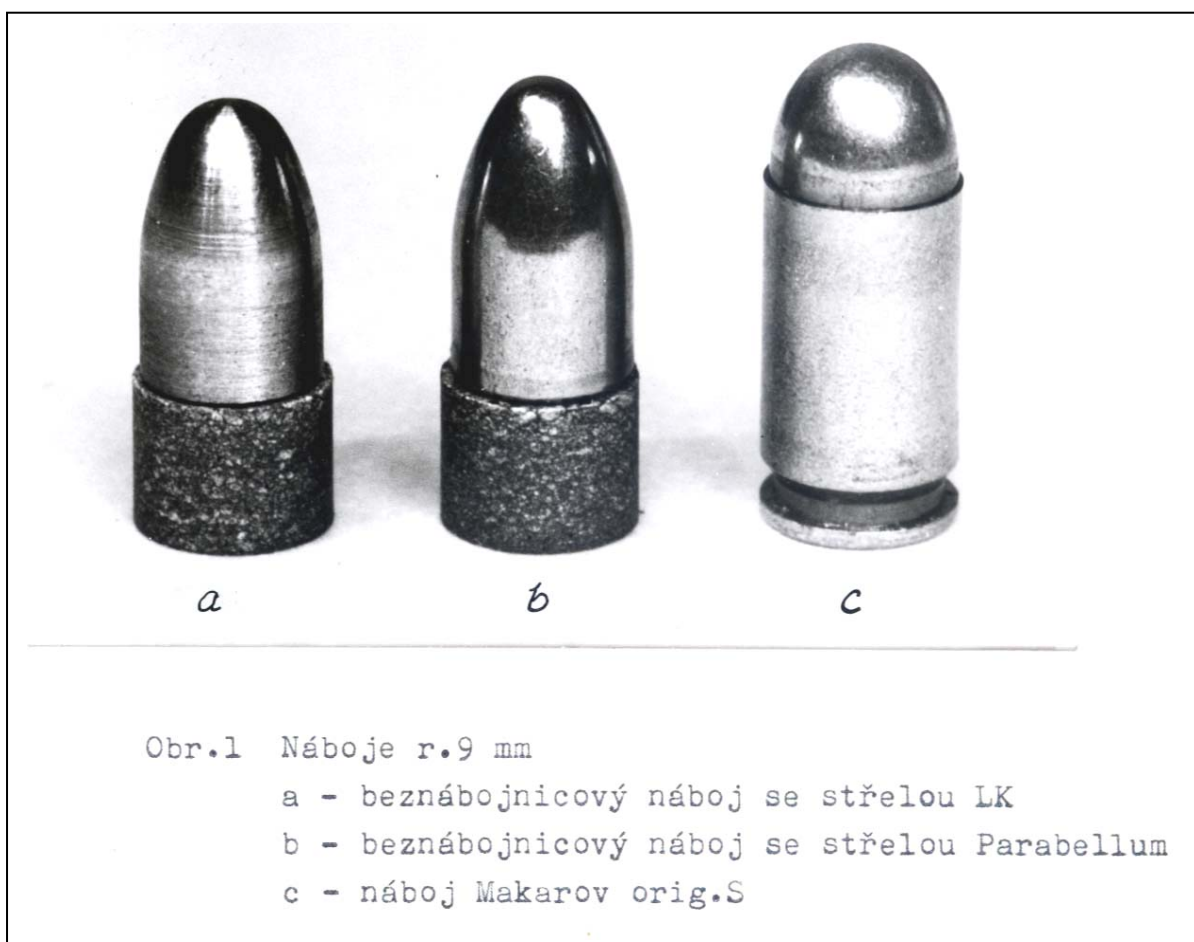 a b c
Obr.1 Náboje r.9 mm
a - beznábojnicový náboj se střelou LK
b - beznábojnicový náboj se střelou Parabellum
c - náboj Makarov orig.S